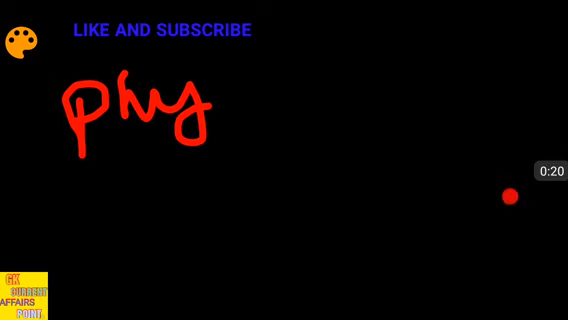 LIKE AND SUBSCRIBE
phy
0:20
GK
CURRENT
AFFAIRS
POINT